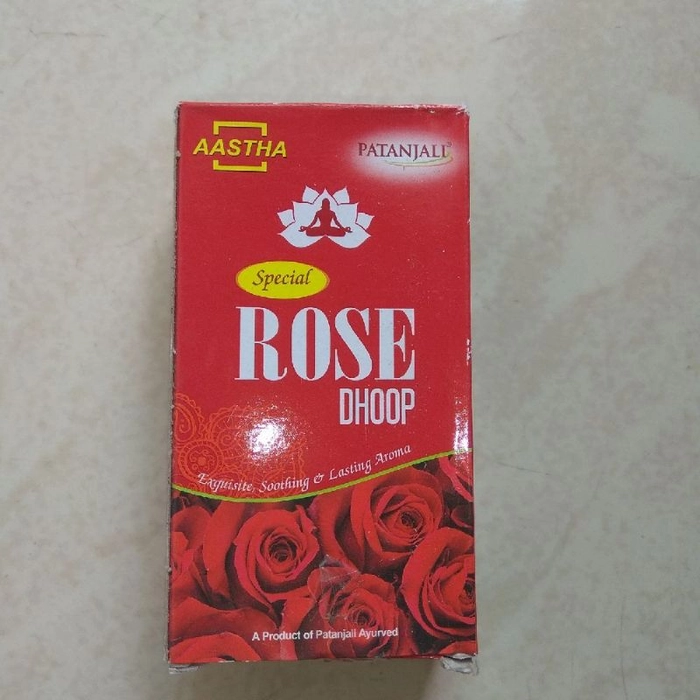 AASTHA
PATANJALI®
Special
ROSE
DHOOP
Exquisite, Soothing & Lasting Aroma
A Product of Patanjali Ayurved